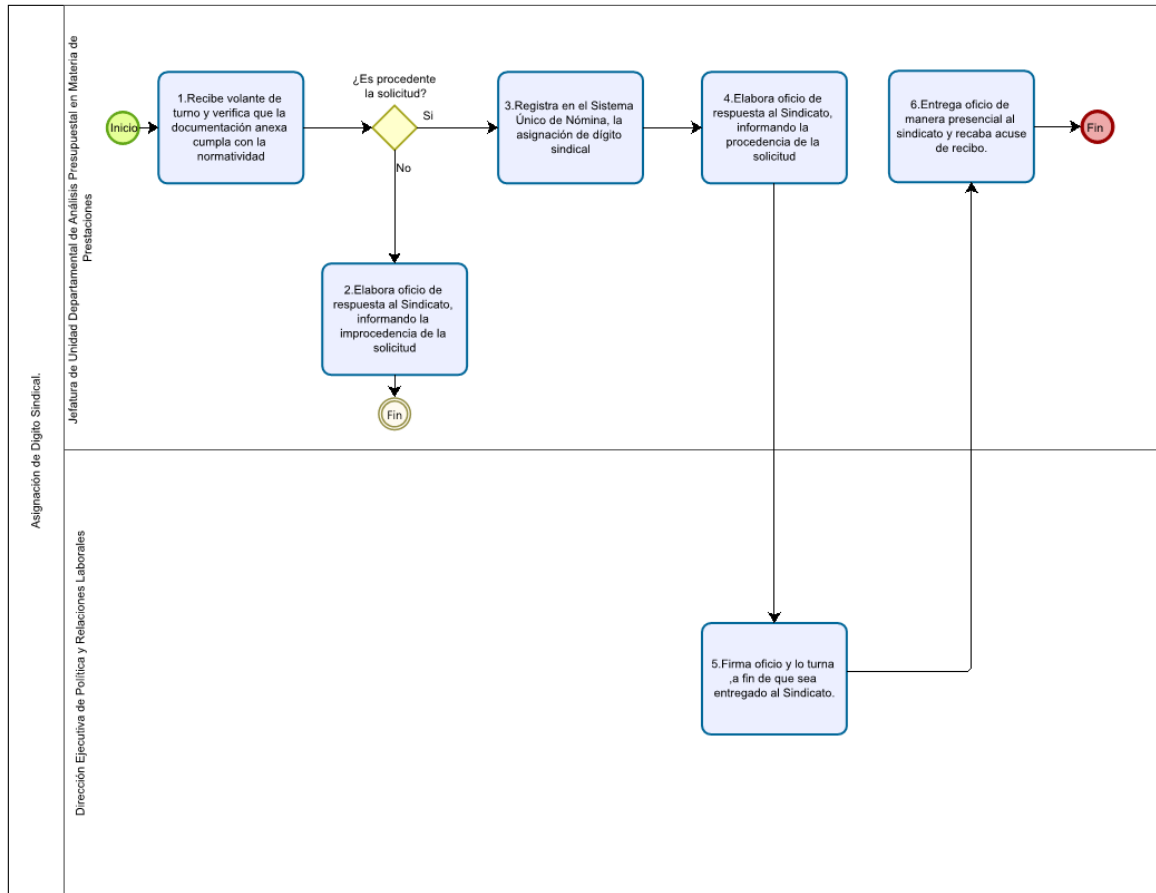 Asignación de Digito Sindical.
Jefatura de Unidad Departamental de Análisis Presupuestal en Materia de
Prestaciones
Inicio
1.Recibe volante de
turno y verifica que la
documentación anexa
cumpla con la
normatividad
¿Es procedente
la solicitud?
Si
No
2.Elabora oficio de
respuesta al Sindicato,
informando la
improcedencia de la
solicitud
Fin
3.Registra en el Sistema
Único de Nómina, la
asignación de dígito
sindical
4.Elabora oficio de
respuesta al Sindicato,
informando la
procedencia de la
solicitud
6.Entrega oficio de
manera presencial al
sindicato y recaba acuse
de recibo.
Fin
Dirección Ejecutiva de Política y Relaciones Laborales
5.Firma oficio y lo turna
,a fin de que sea
entregado al Sindicato.